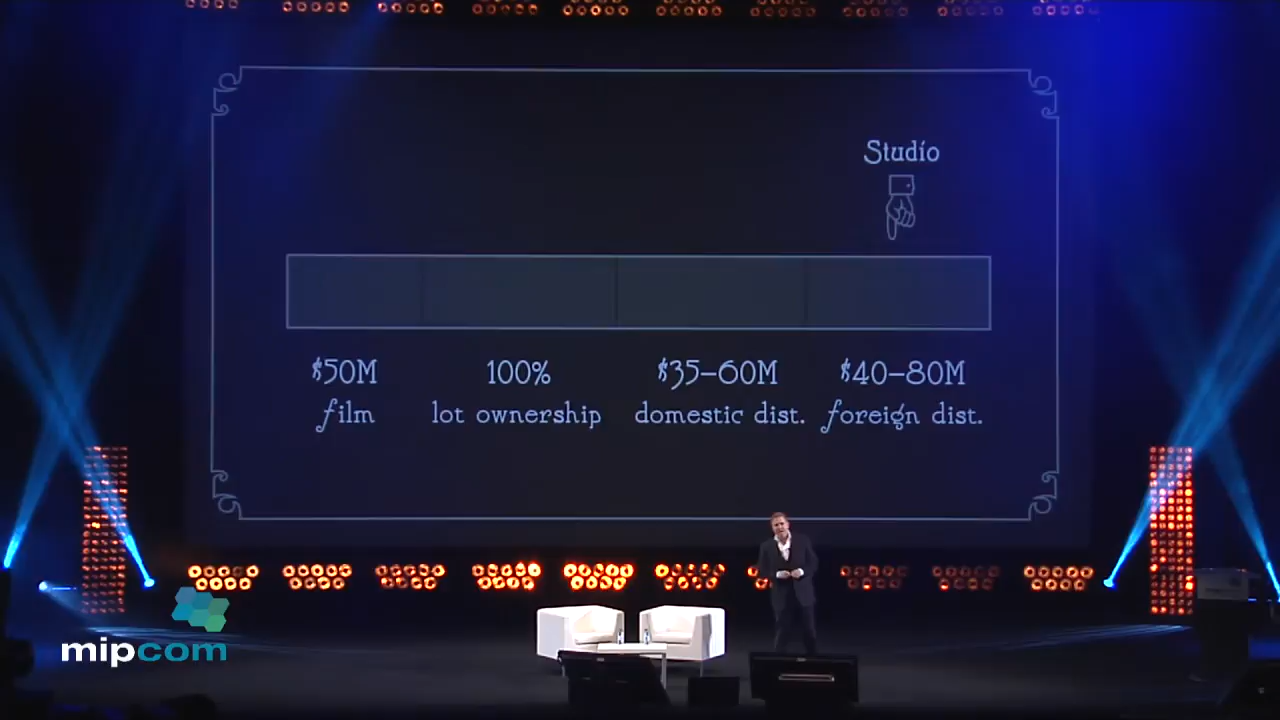 Studio
$50M
film
100%
lot ownership
$35–60M
domestic dist.
$40–80M
foreign dist.
mipcom